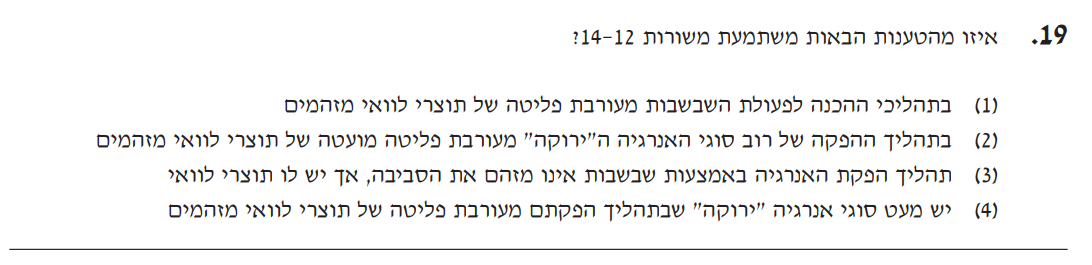 19. איזו מהטענות הבאות משתמעת משורות 12-14?
(1) בתהליכי ההכנה לפעולת השבשבות מעורבת פליטה של תוצרי לוואי מזהמים
(2) בתהליך ההפקה של רוב סוגי האנרגיה ה"ירוקה" מעורבת פליטה מועטה של תוצרי לוואי מזהמים
(3) תהליך הפקת האנרגיה באמצעות שבשבות אינו מזהם את הסביבה, אך יש לו תוצרי לוואי
(4) יש מעט סוגי אנרגיה "ירוקה" שבתהליך הפקתם מעורבת פליטה של תוצרי לוואי מזהמים